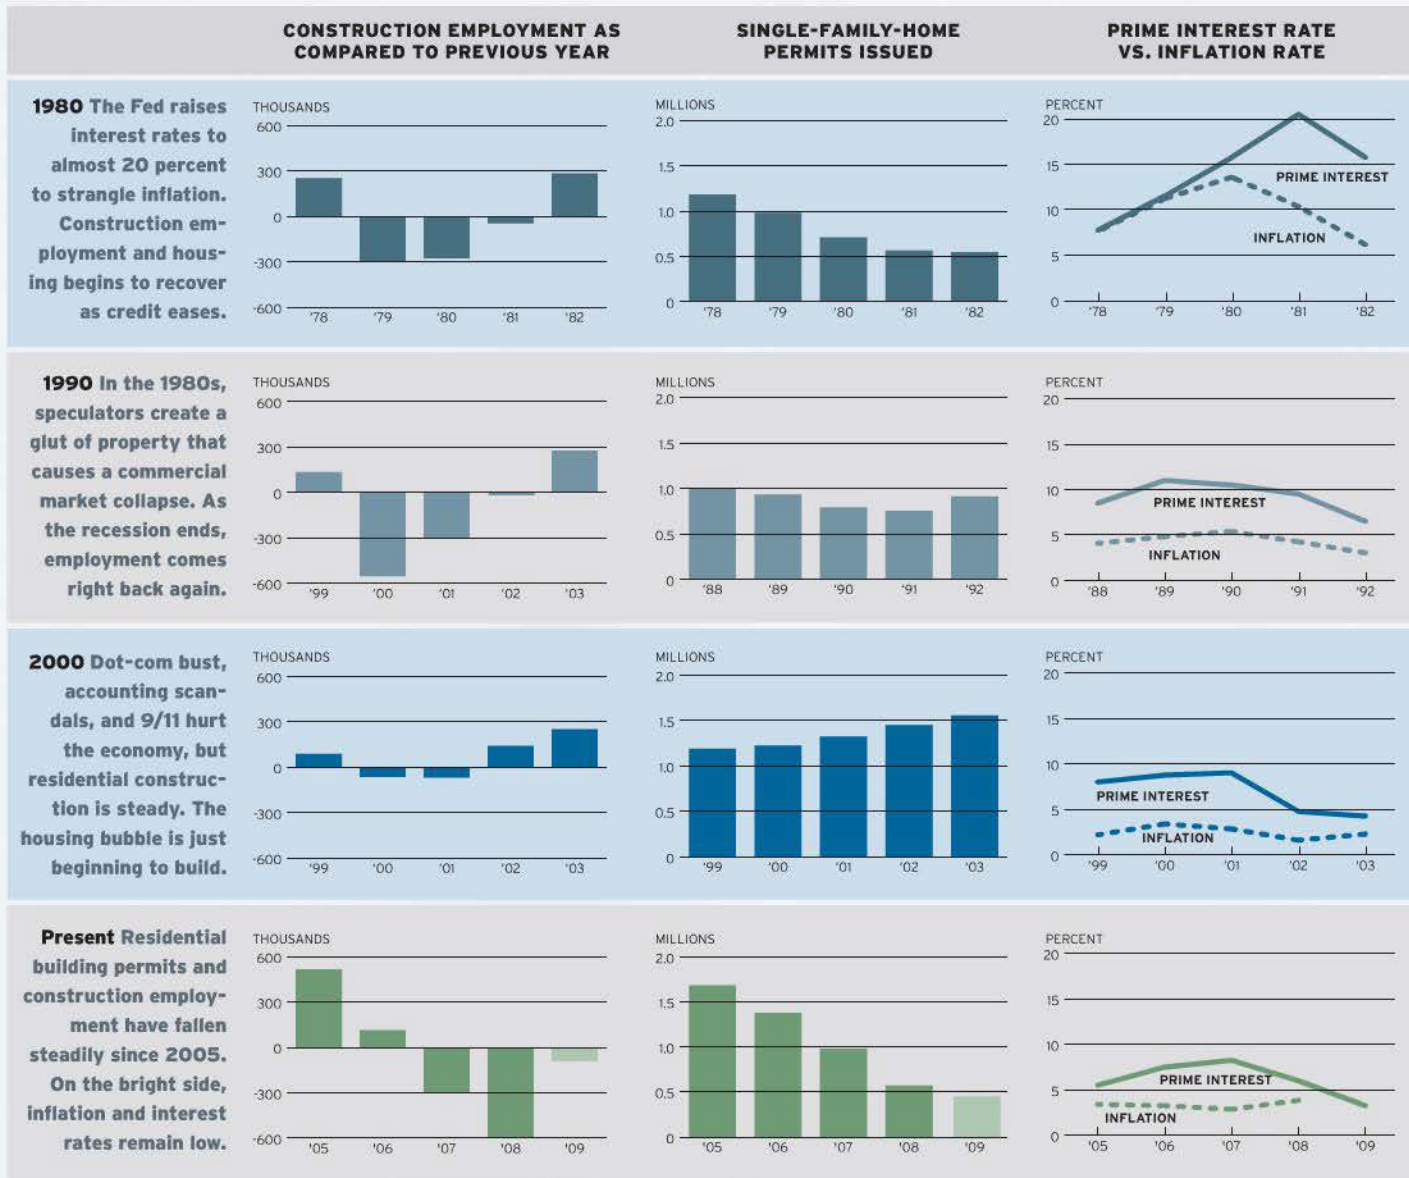 CONSTRUCTION EMPLOYMENT AS
COMPARED TO PREVIOUS YEAR
SINGLE-FAMILY-HOME
PERMITS ISSUED
PRIME INTEREST RATE
VS. INFLATION RATE
1980 The Fed raises
interest rates to
almost 20 percent
to strangle inflation.
Construction em-
ployment and hous-
ing begins to recover
as credit eases.
THOUSANDS
600
300
0
-300
-600
'78 '79 '80 '81 '82
MILLIONS
2.0
1.5
1.0
0.5
0
'78 '79 '80 '81 '82
PERCENT
20
15
10
5
0
PRIME INTEREST
INFLATION
'78 '79 '80 '81 '82
1990 In the 1980s,
speculators create a
glut of property that
causes a commercial
market collapse. As
the recession ends,
employment comes
right back again.
THOUSANDS
600
300
0
-300
-600
'99 '00 '01 '02 '03
MILLIONS
2.0
1.5
1.0
0.5
0
'88 '89 '90 '91 '92
PERCENT
20
15
10
5
0
PRIME INTEREST
INFLATION
'88 '89 '90 '91 '92
2000 Dot-com bust,
accounting scan-
dals, and 9/11 hurt
the economy, but
residential construc-
tion is steady. The
housing bubble is just
beginning to build.
THOUSANDS
600
300
0
-300
-600
'99 '00 '01 '02 '03
MILLIONS
2.0
1.5
1.0
0.5
0
'99 '00 '01 '02 '03
PERCENT
20
15
10
5
0
PRIME INTEREST
INFLATION
'99 '00 '01 '02 '03
Present Residential
building permits and
construction employ-
ment have fallen
steadily since 2005.
On the bright side,
inflation and interest
rates remain low.
THOUSANDS
600
300
0
-300
-600
'05 '06 '07 '08 '09
MILLIONS
2.0
1.5
1.0
0.5
0
'05 '06 '07 '08 '09
PERCENT
20
15
10
5
0
PRIME INTEREST
INFLATION
'05 '06 '07 '08 '09